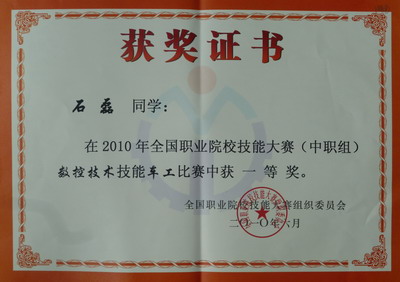 获奖证书
石磊 同学：
在2010年全国职业院校技能大赛（中职组）
数控技术技能车工比赛中获 一 等 奖。
全国职业院校技能大赛组织委员会
二〇一〇年六月